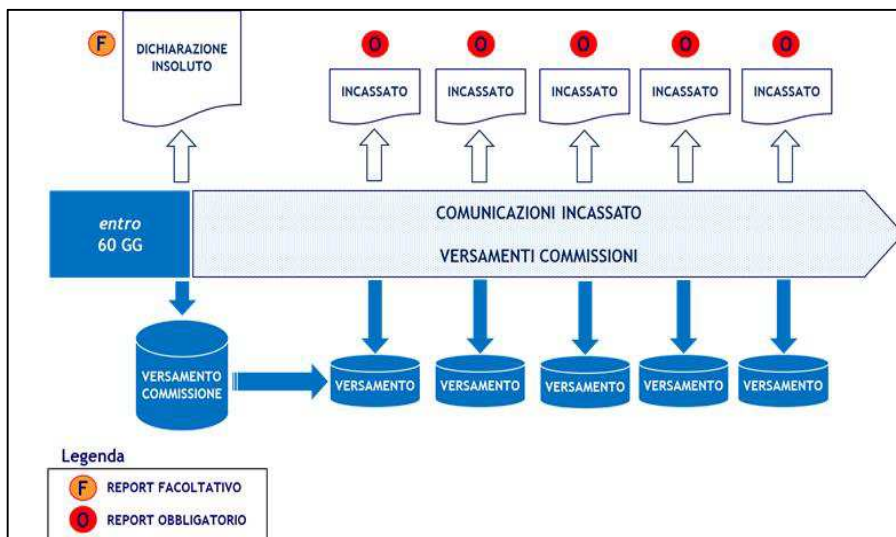 F
DICHIARAZIONE
INSOLUTO
O
O
O
O
O
INCASSATO
INCASSATO
INCASSATO
INCASSATO
INCASSATO
entro
60 GG
COMUNICAZIONI INCASSATO
VERSAMENTI COMMISSIONI
VERSAMENTO
COMMISSIONE
VERSAMENTO
VERSAMENTO
VERSAMENTO
VERSAMENTO
VERSAMENTO
Legenda
F REPORT FACOLTATIVO
O REPORT OBBLIGATORIO